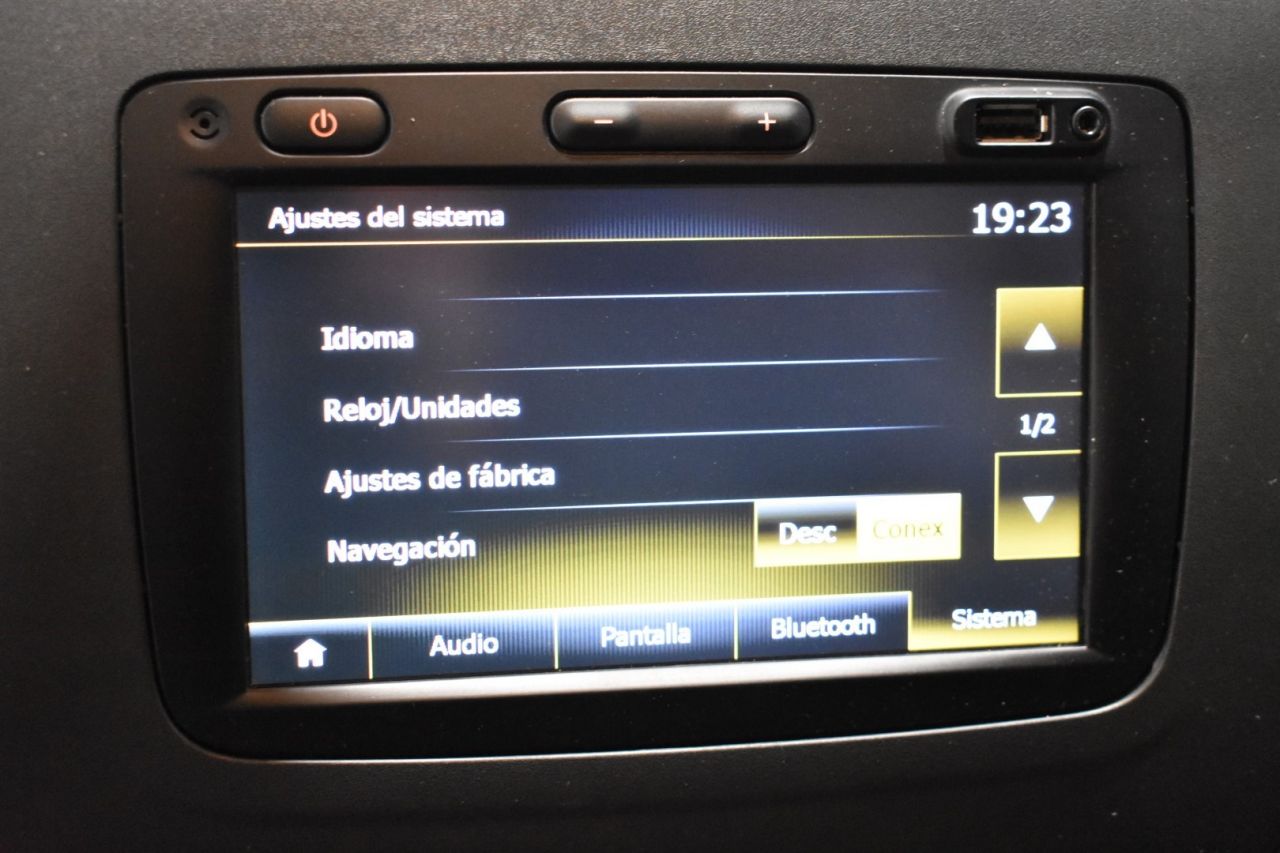 Ajustes del sistema 19:23
Idioma
Reloj/Unidades
1/2
Ajustes de fábrica
Navegación Desc Conex
Audio Pantalla Bluetooth Sistema